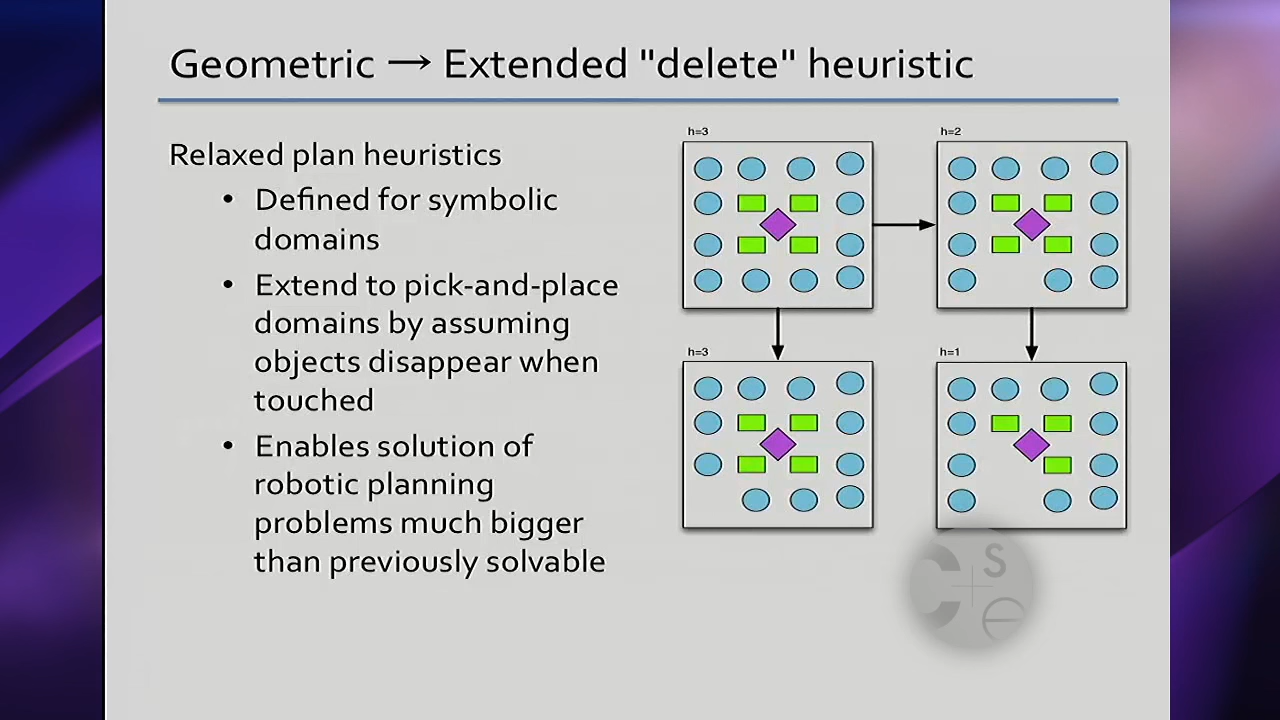 Geometric → Extended "delete" heuristic
Relaxed plan heuristics
• Defined for symbolic
domains
• Extend to pick-and-place
domains by assuming
objects disappear when
touched
• Enables solution of
robotic planning
problems much bigger
than previously solvable
h=3
h=2
h=3
h=1
C S e